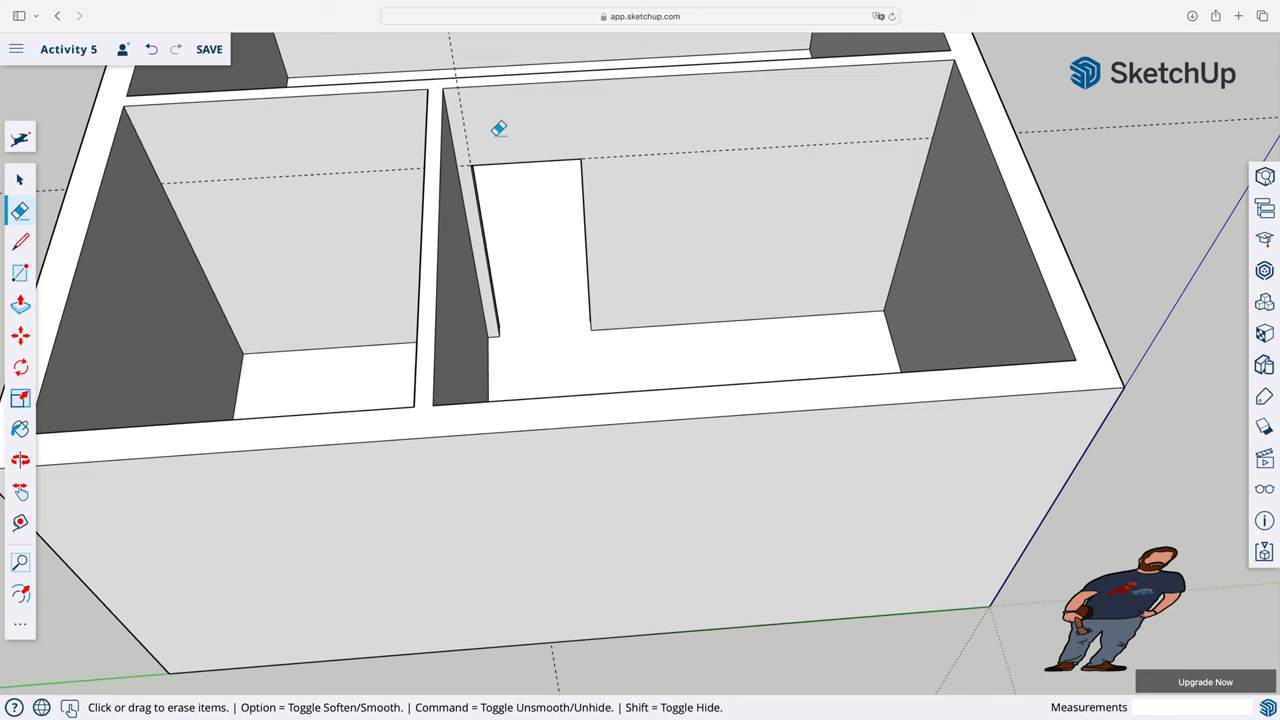 app.sketchup.com
Activity 5
SAVE
SketchUp
Upgrade Now
Click or drag to erase items. | Option = Toggle Soften/Smooth. | Command = Toggle Unsmooth/Unhide. | Shift = Toggle Hide.
Measurements